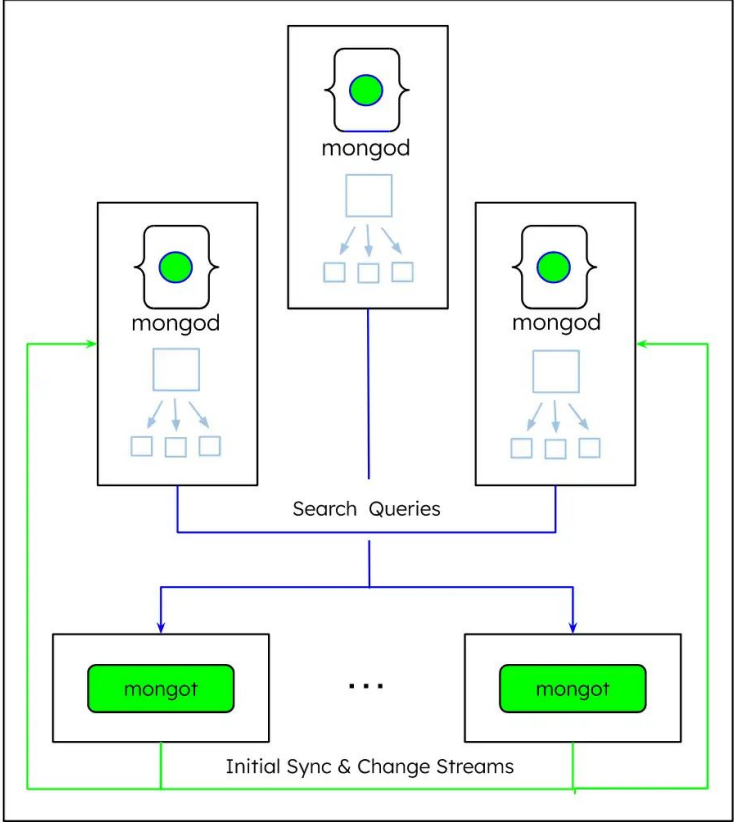 mongod
mongod
mongod
Search Queries
mongot
...
mongot
Initial Sync & Change Streams